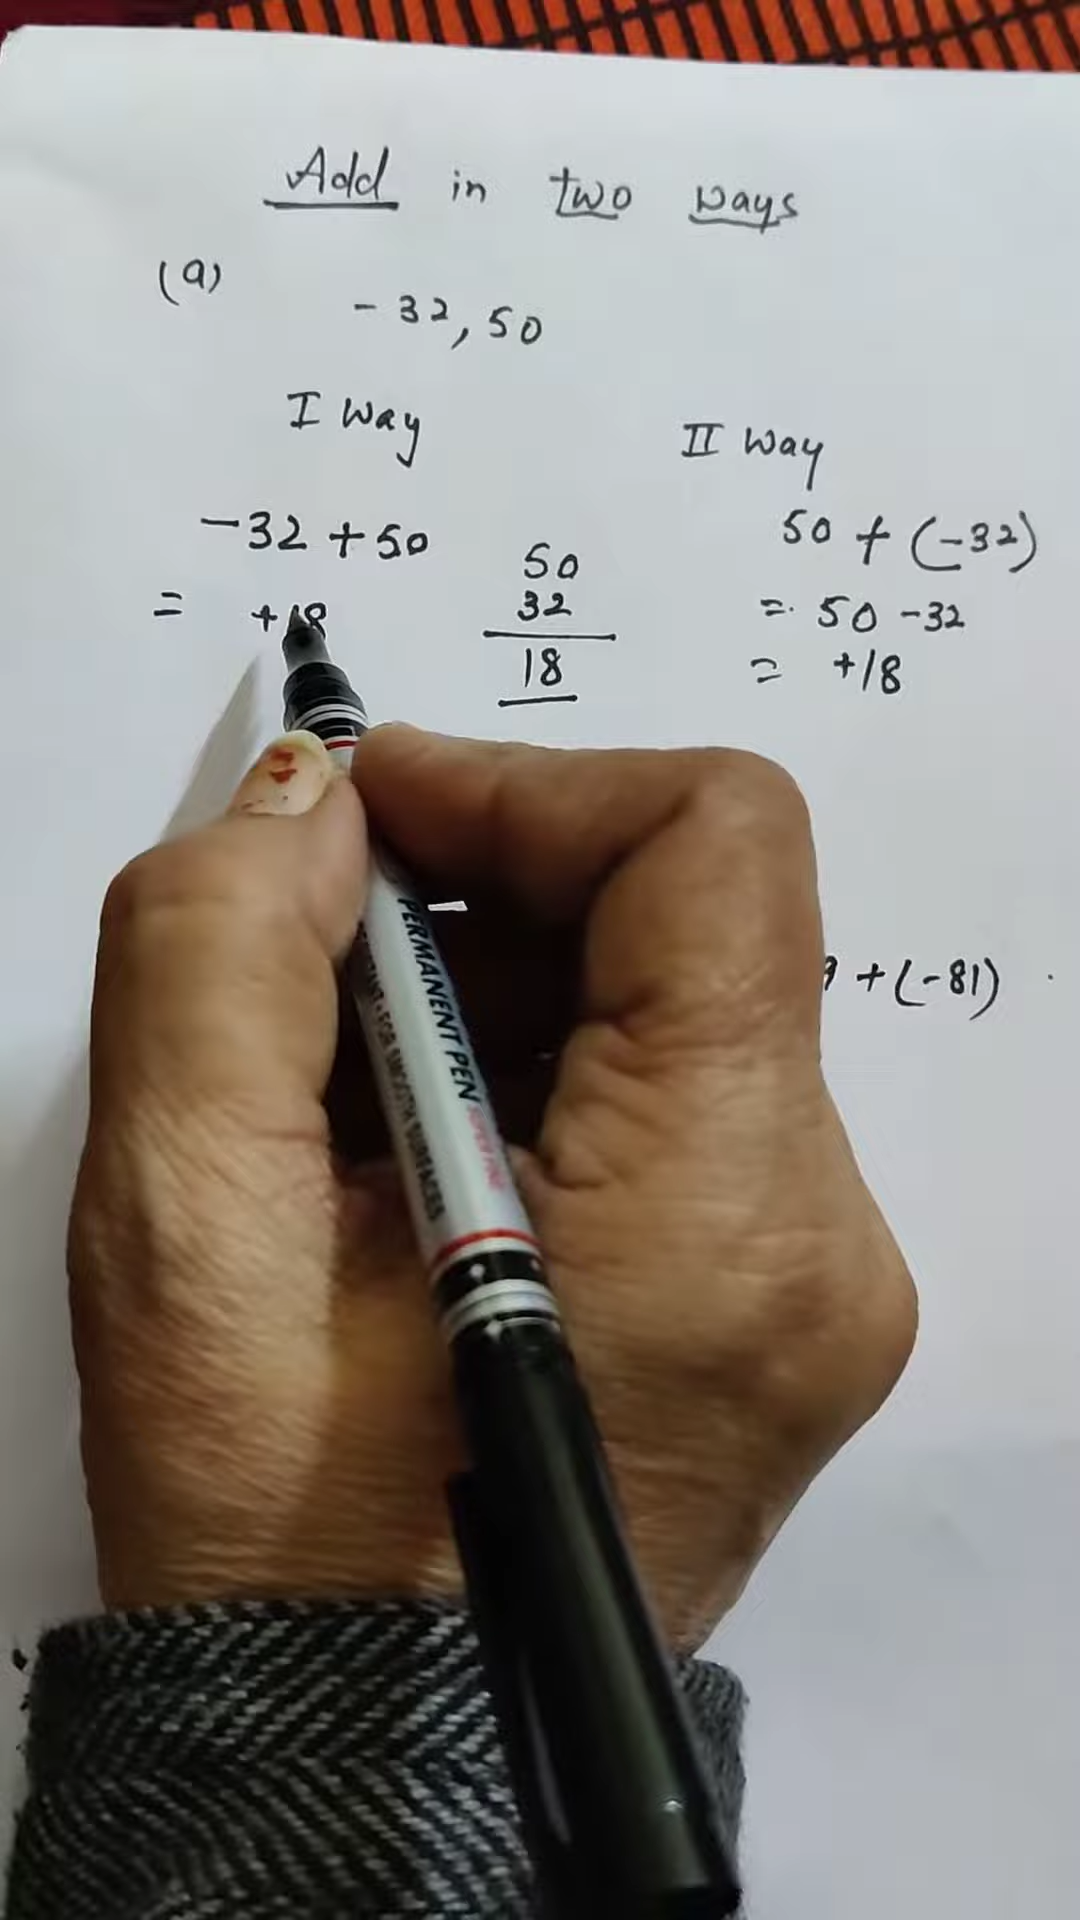 Add in two ways
(a)
-32, 50
I way
-32 + 50
= +18
50
32
18
II way
50 + (-32)
= 50 -32
= +18
9 + (-81)
PERMANENT PEN